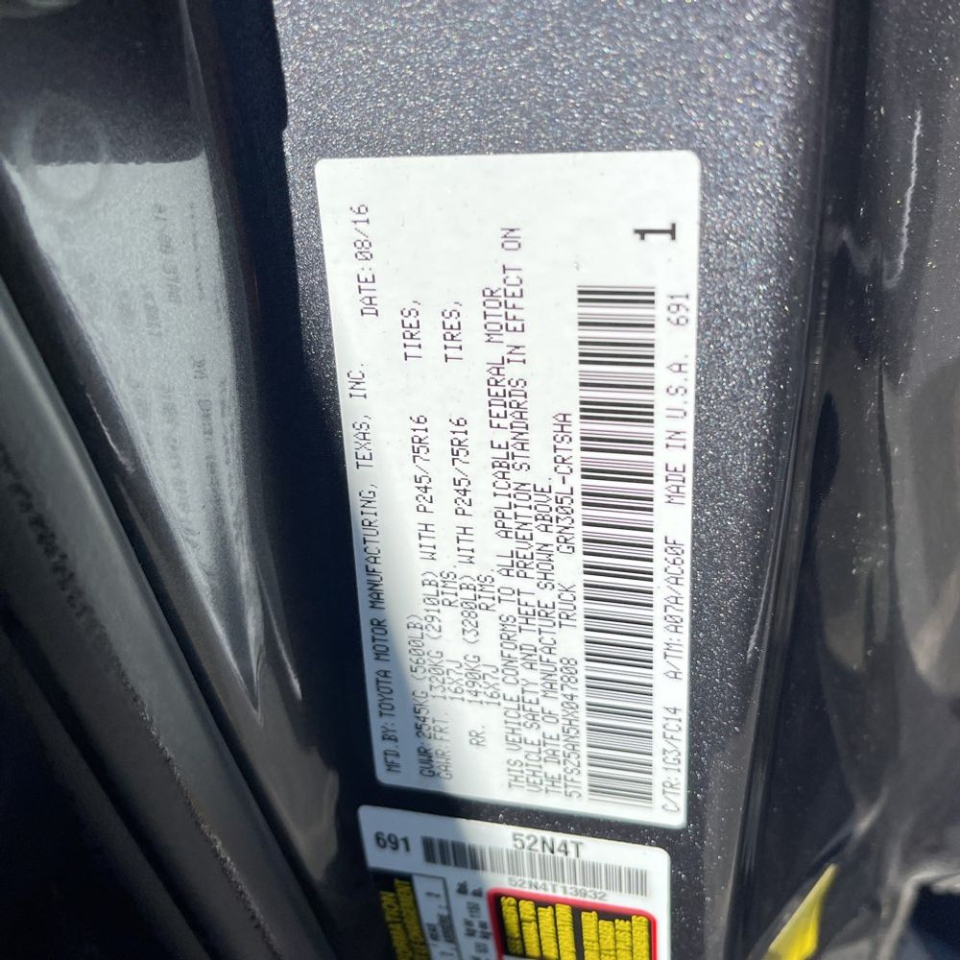 MFD.BY:TOYOTA MOTOR MANUFACTURING, TEXAS, INC. DATE:08/16
GVWR 2545KG (5600LB)
GAWR.FRT. 1320KG (2910LB) WITH P245/75R16 TIRES,
16X7J RIMS.
RR. 1490KG (3280LB) WITH P245/75R16 TIRES,
16X7J RIMS
THIS VEHICLE CONFORMS TO ALL APPLICABLE FEDERAL MOTOR
VEHICLE SAFETY AND THEFT PREVENTION STANDARDS IN EFFECT ON
THE DATE OF MANUFACTURE SHOWN ABOVE.
5TFSZ5AN5HX047808 TRUCK GRN305L-CRTSHA
1
C/TR:1G3/FC14 A/TM:A07A/AC60F MADE IN U.S.A. 691
691 52N4T
52N4T13932